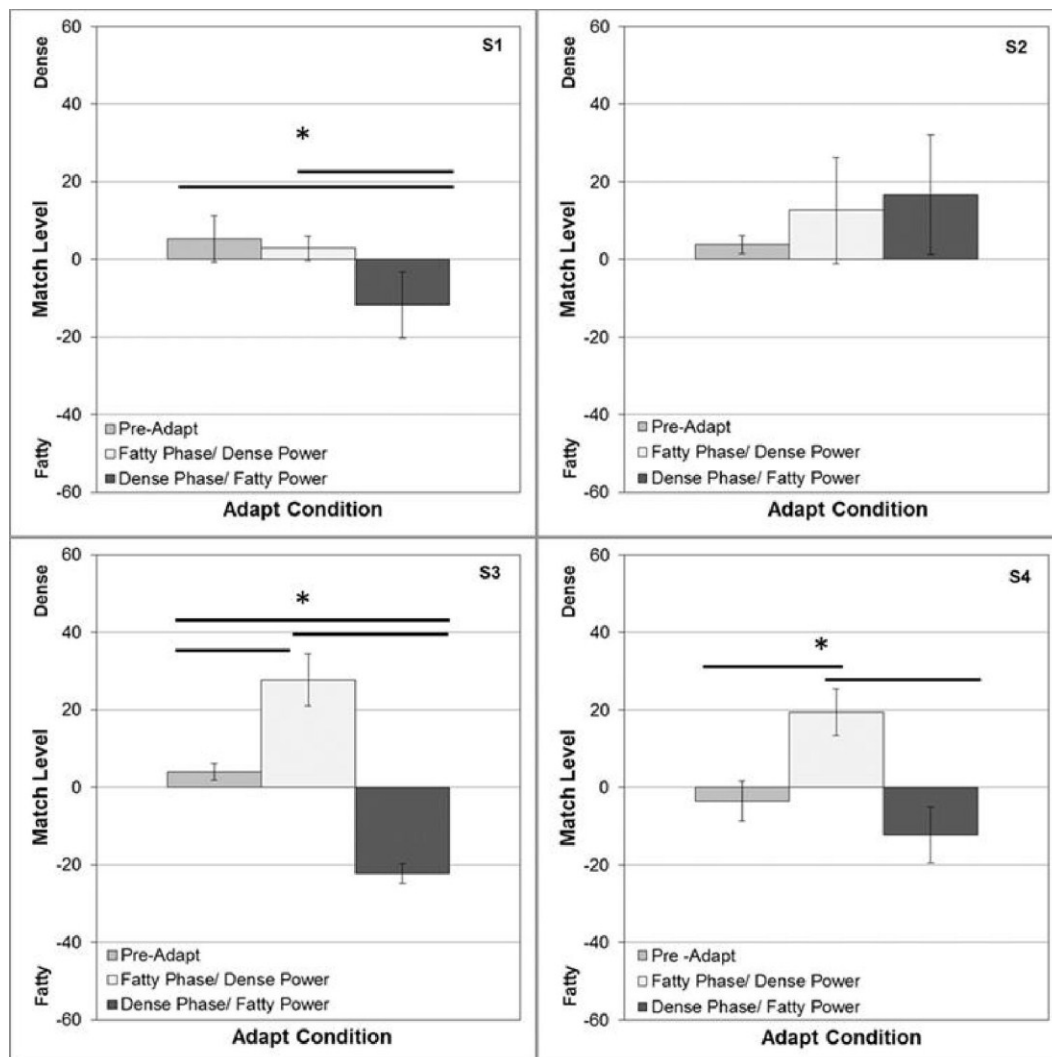 S1
60
40
20
0
-20
-40
-60
Dense
Match Level
Fatty
*
Pre-Adapt
Fatty Phase/ Dense Power
Dense Phase/ Fatty Power
Adapt Condition
S2
60
40
20
0
-20
-40
-60
Dense
Match Level
Fatty
Pre-Adapt
Fatty Phase/ Dense Power
Dense Phase/ Fatty Power
Adapt Condition
S3
60
40
20
0
-20
-40
-60
Dense
Match Level
Fatty
*
Pre-Adapt
Fatty Phase/ Dense Power
Dense Phase/ Fatty Power
Adapt Condition
S4
60
40
20
0
-20
-40
-60
Dense
Match Level
Fatty
*
Pre -Adapt
Fatty Phase/ Dense Power
Dense Phase/ Fatty Power
Adapt Condition